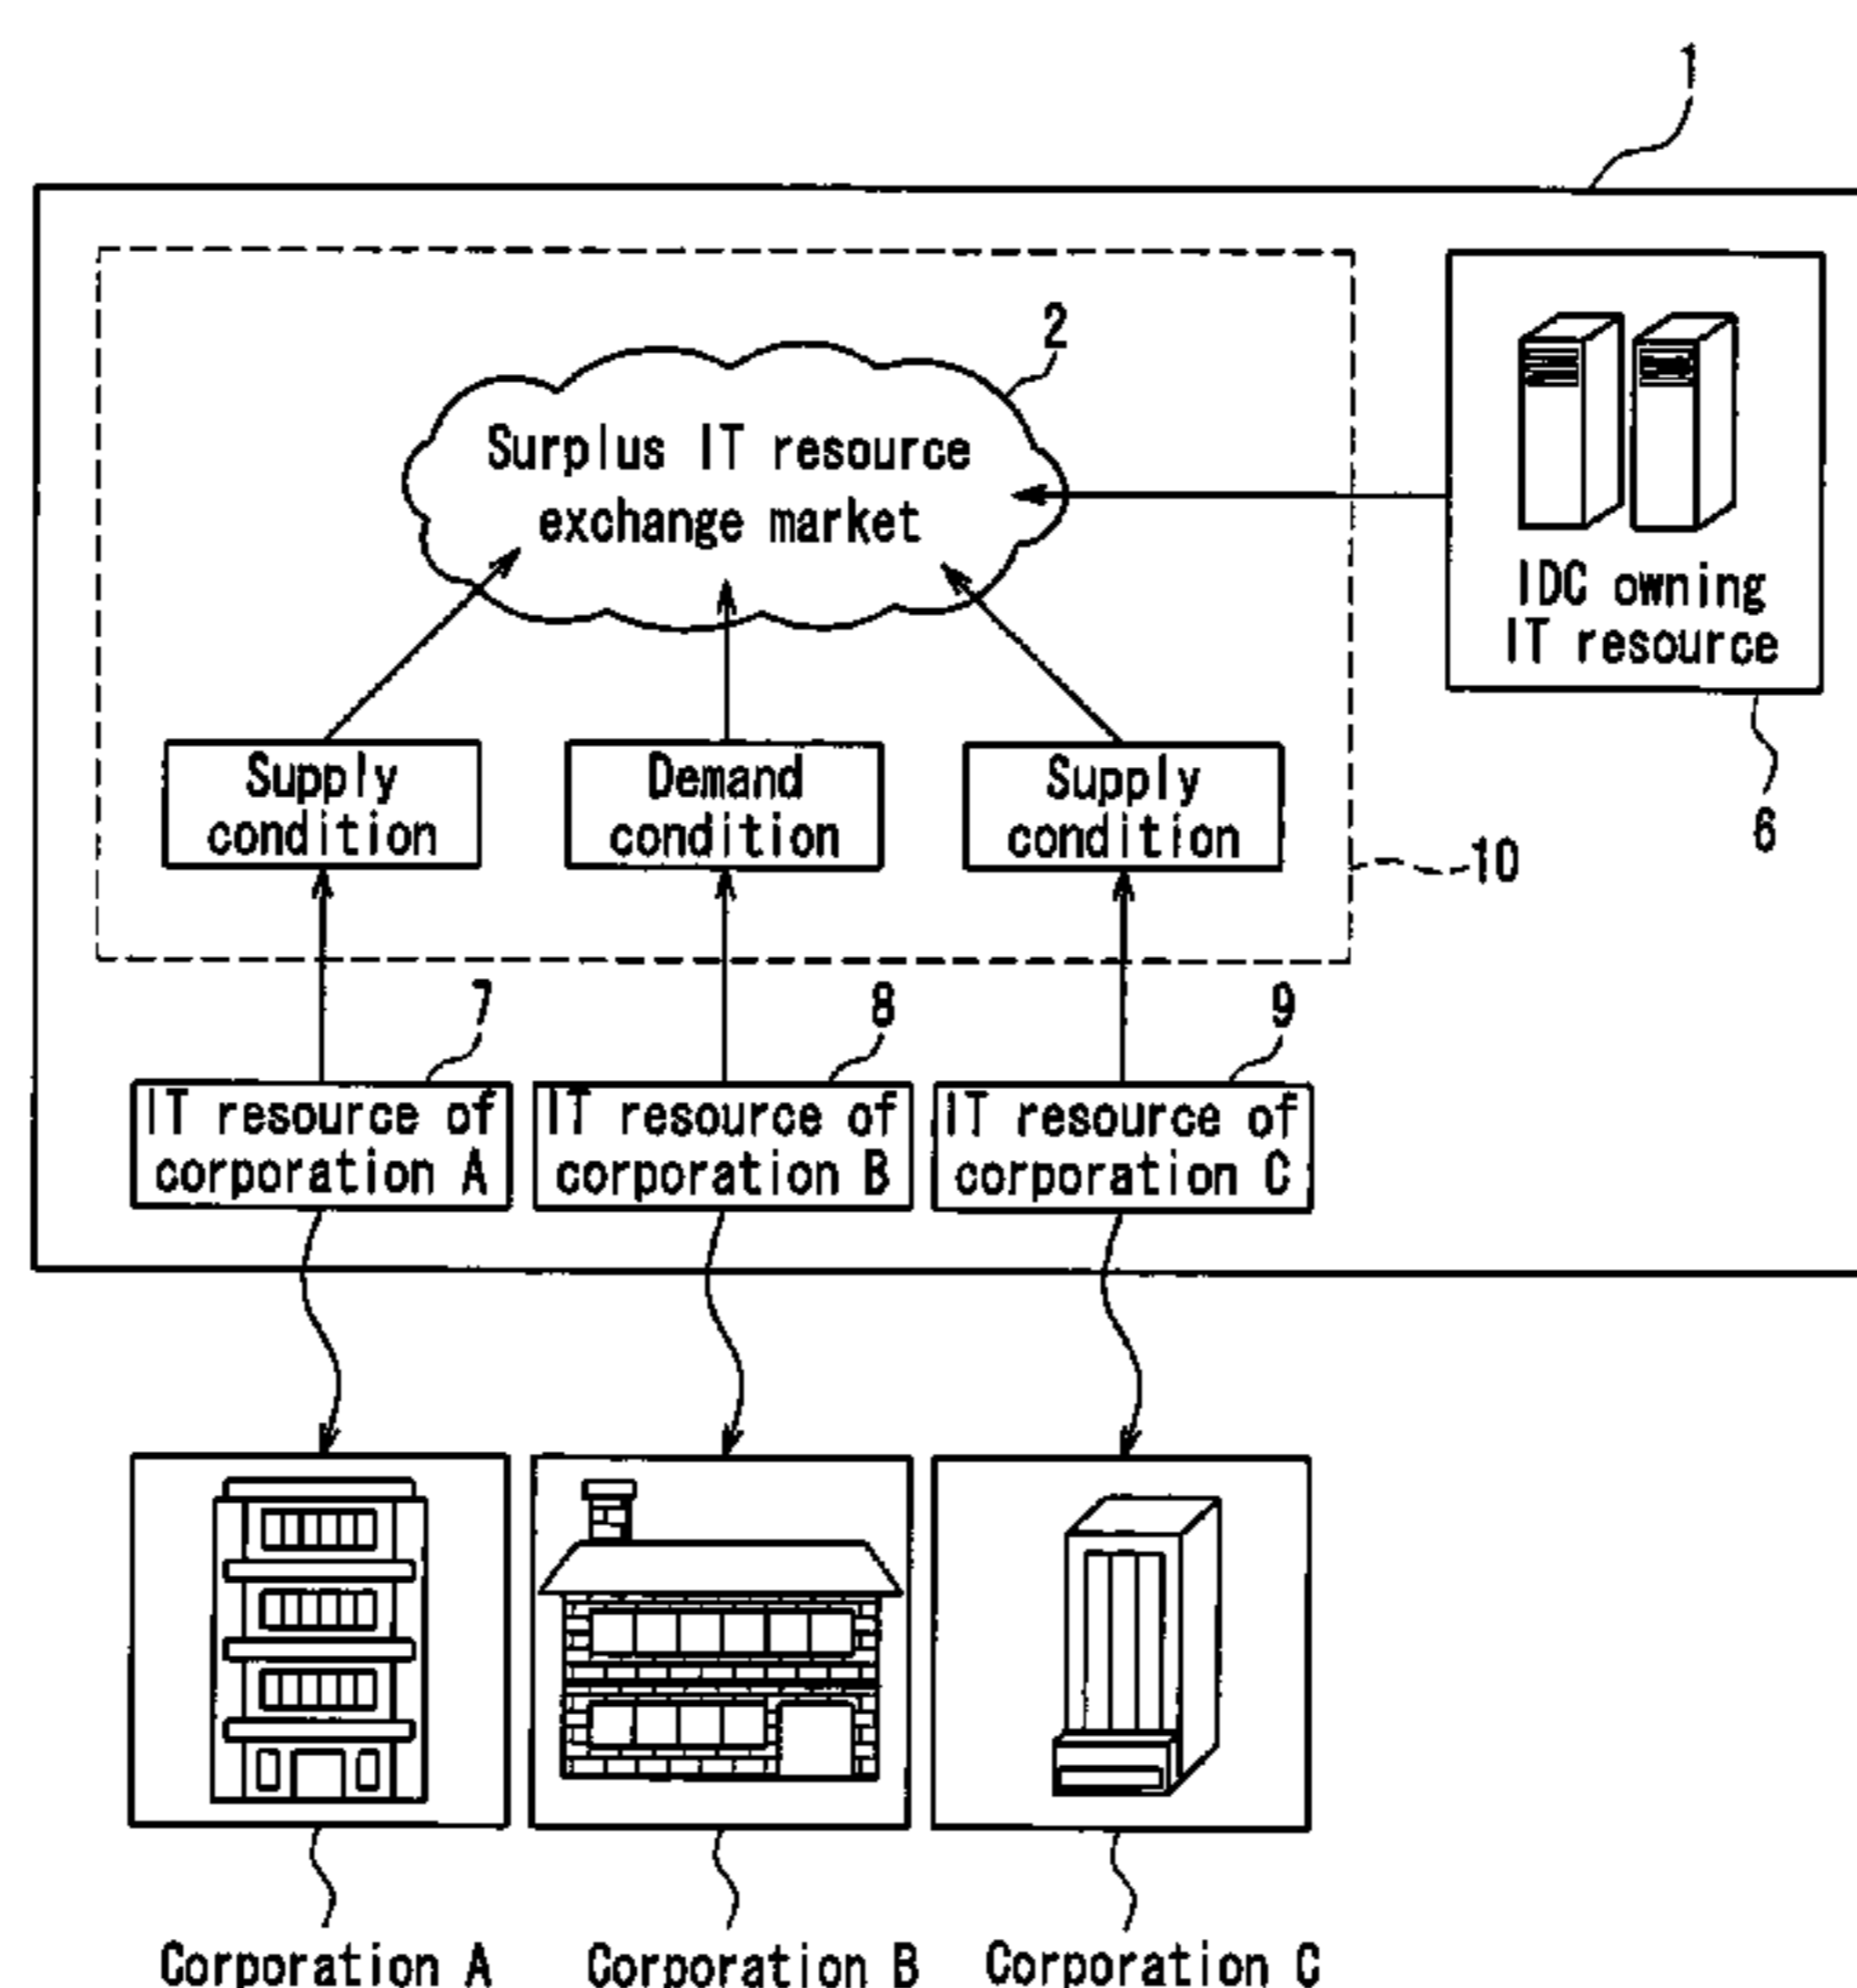 1
2
Surplus IT resource
exchange market
IDC owning
IT resource
6
Supply
condition
Demand
condition
Supply
condition
10
7
8
9
IT resource of
corporation A
IT resource of
corporation B
IT resource of
corporation C
Corporation A
Corporation B
Corporation C